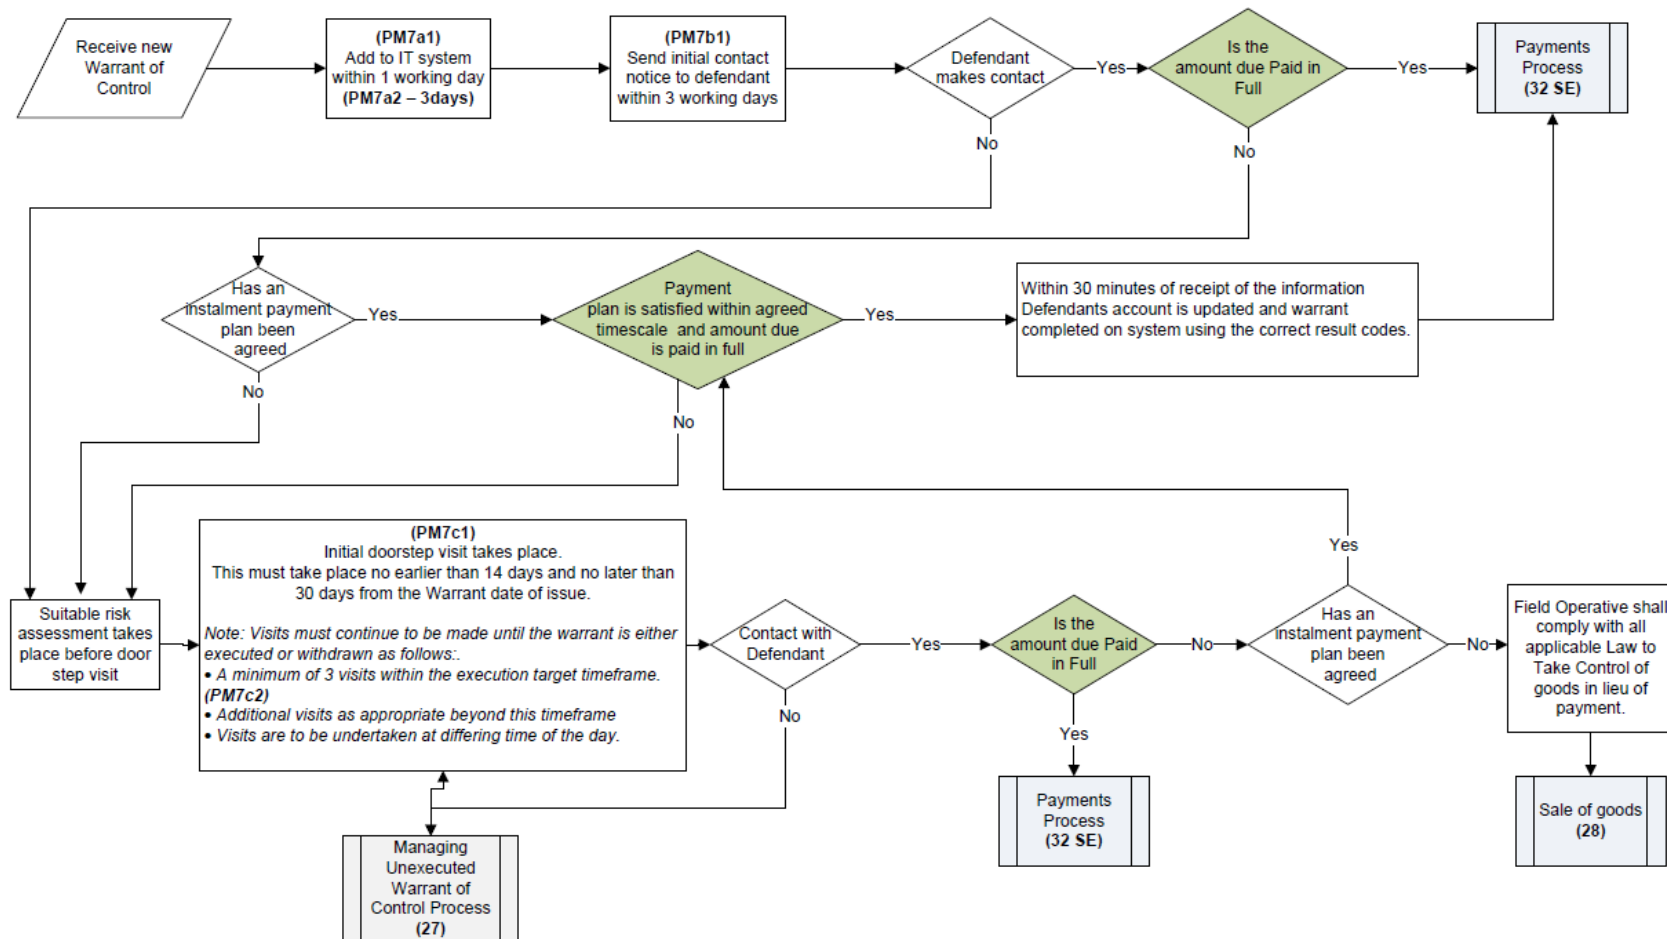 Receive new
Warrant of
Control
(PM7a1)
Add to IT system
within 1 working day
(PM7a2 – 3days)
(PM7b1)
Send initial contact
notice to defendant
within 3 working days
Defendant
makes contact
Yes
Is the
amount due Paid in
Full
Yes
Payments
Process
(32 SE)
No
No
Has an
instalment payment
plan been
agreed
Yes
Payment
plan is satisfied within agreed
timescale and amount due
is paid in full
Yes
Within 30 minutes of receipt of the information
Defendants account is updated and warrant
completed on system using the correct result codes.
No
No
Suitable risk
assessment takes
place before door
step visit
(PM7c1)
Initial doorstep visit takes place.
This must take place no earlier than 14 days and no later than
30 days from the Warrant date of issue.
Note: Visits must continue to be made until the warrant is either
executed or withdrawn as follows:.
• A minimum of 3 visits within the execution target timeframe.
(PM7c2)
• Additional visits as appropriate beyond this timeframe
• Visits are to be undertaken at differing time of the day.
Contact with
Defendant
Yes
Is the
amount due Paid
in Full
No
Yes
Has an
instalment payment
plan been
agreed
No
Field Operative shall
comply with all
applicable Law to
Take Control of
goods in lieu of
payment.
No
Yes
Payments
Process
(32 SE)
Sale of goods
(28)
Managing
Unexecuted
Warrant of
Control Process
(27)